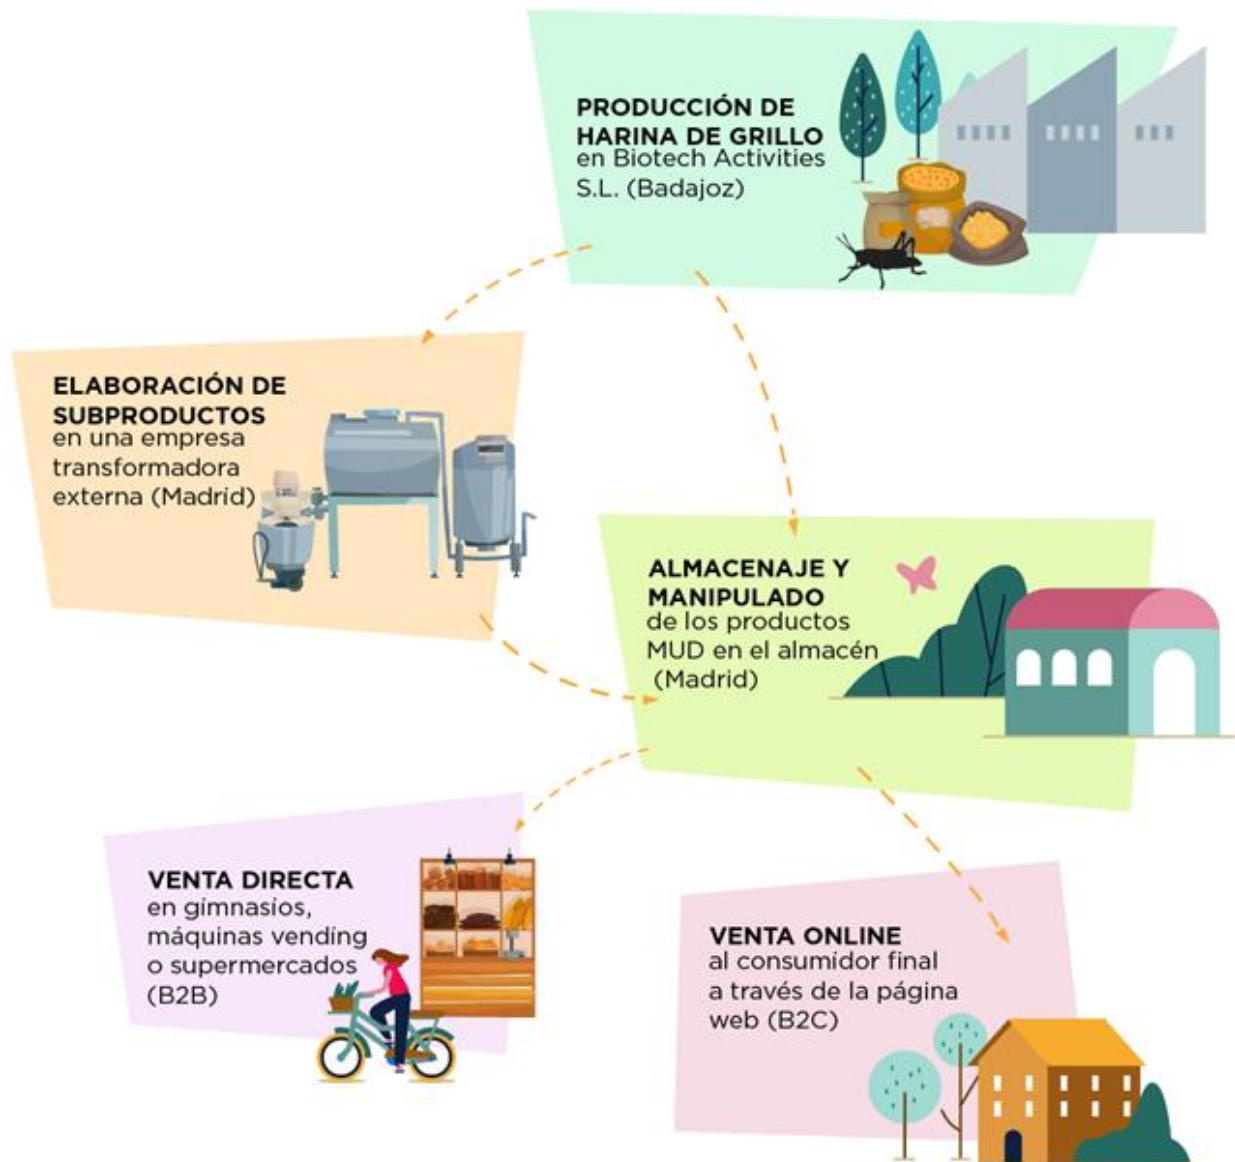 PRODUCCIÓN DE
HARINA DE GRILLO
en Biotech Activities
S.L. (Badajoz)
ELABORACIÓN DE
SUBPRODUCTOS
en una empresa
transformadora
externa (Madrid)
ALMACENAJE Y
MANIPULADO
de los productos
MUD en el almacén
(Madrid)
VENTA DIRECTA
en gimnasios,
máquinas vending
o supermercados
(B2B)
VENTA ONLINE
al consumidor final
a través de la página
web (B2C)